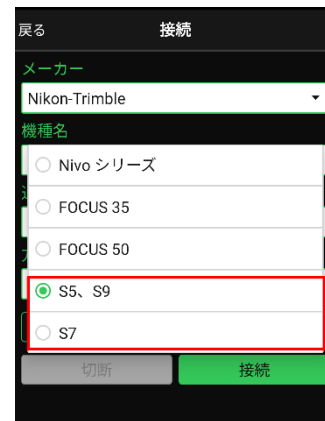 戻る 接続
メーカー
Nikon-Trimble
機種名
Nivo シリーズ
FOCUS 35
FOCUS 50
S5、S9
S7
切断 接続